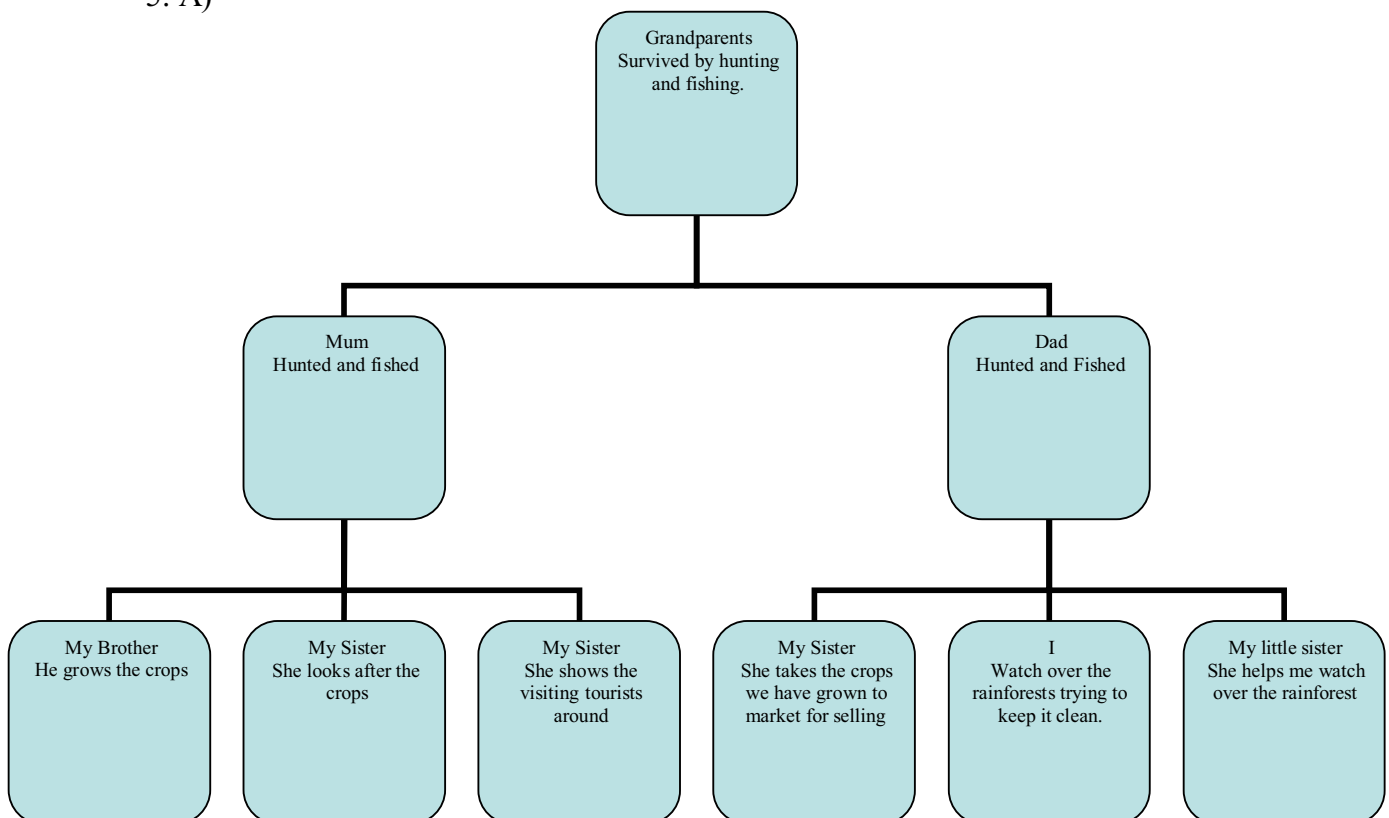 5. A)
Grandparents
Survived by hunting
and fishing.
Mum
Hunted and fished
Dad
Hunted and Fished
My Brother
He grows the crops
My Sister
She looks after the
crops
My Sister
She shows the
visiting tourists
around
My Sister
She takes the crops
we have grown to
market for selling
I
Watch over the
rainforests trying to
keep it clean.
My little sister
She helps me watch
over the rainforest